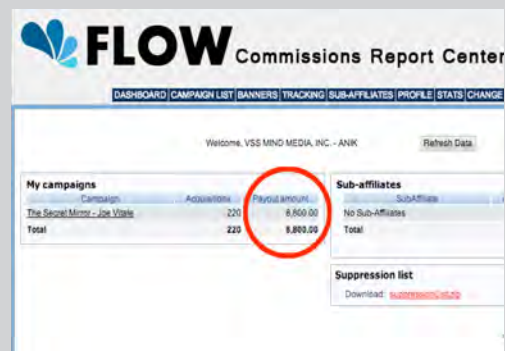 FLOW Commissions Report Center
DASHBOARD CAMPAIGN LIST BANNERS TRACKING SUB-AFFILIATES PROFILE STATS CHANGE
Welcome, VSS MIND MEDIA, INC. - ANIK Refresh Data
My campaigns
Campaign Acquisitions Payout amount
The Secret Mirror - Joe Vitale 220 8,800.00
Total 220 8,800.00
Sub-affiliates
SubAffiliate
No Sub-Affiliates
Total
Suppression list
Download: suppressionlist.zip